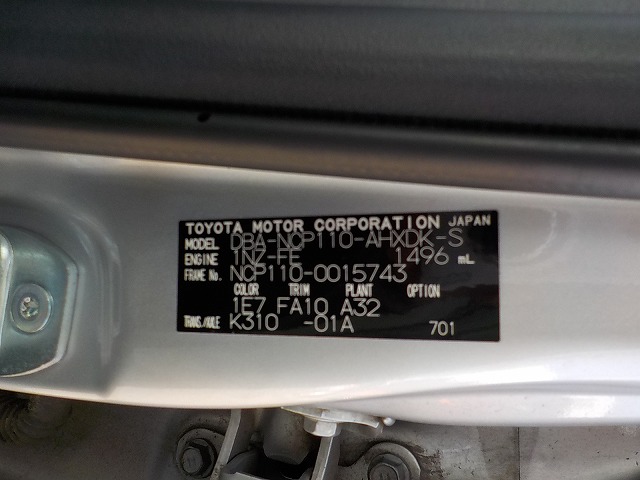 TOYOTA MOTOR CORPORATION JAPAN
MODEL DBA-NCP110-AHXDK-S
ENGINE 1NZ-FE 1496 mL
FRAME No. NCP110-0015743
COLOR TRIM PLANT OPTION
1E7 FA10 A32
TRANS./AXLE K310 -01A 701